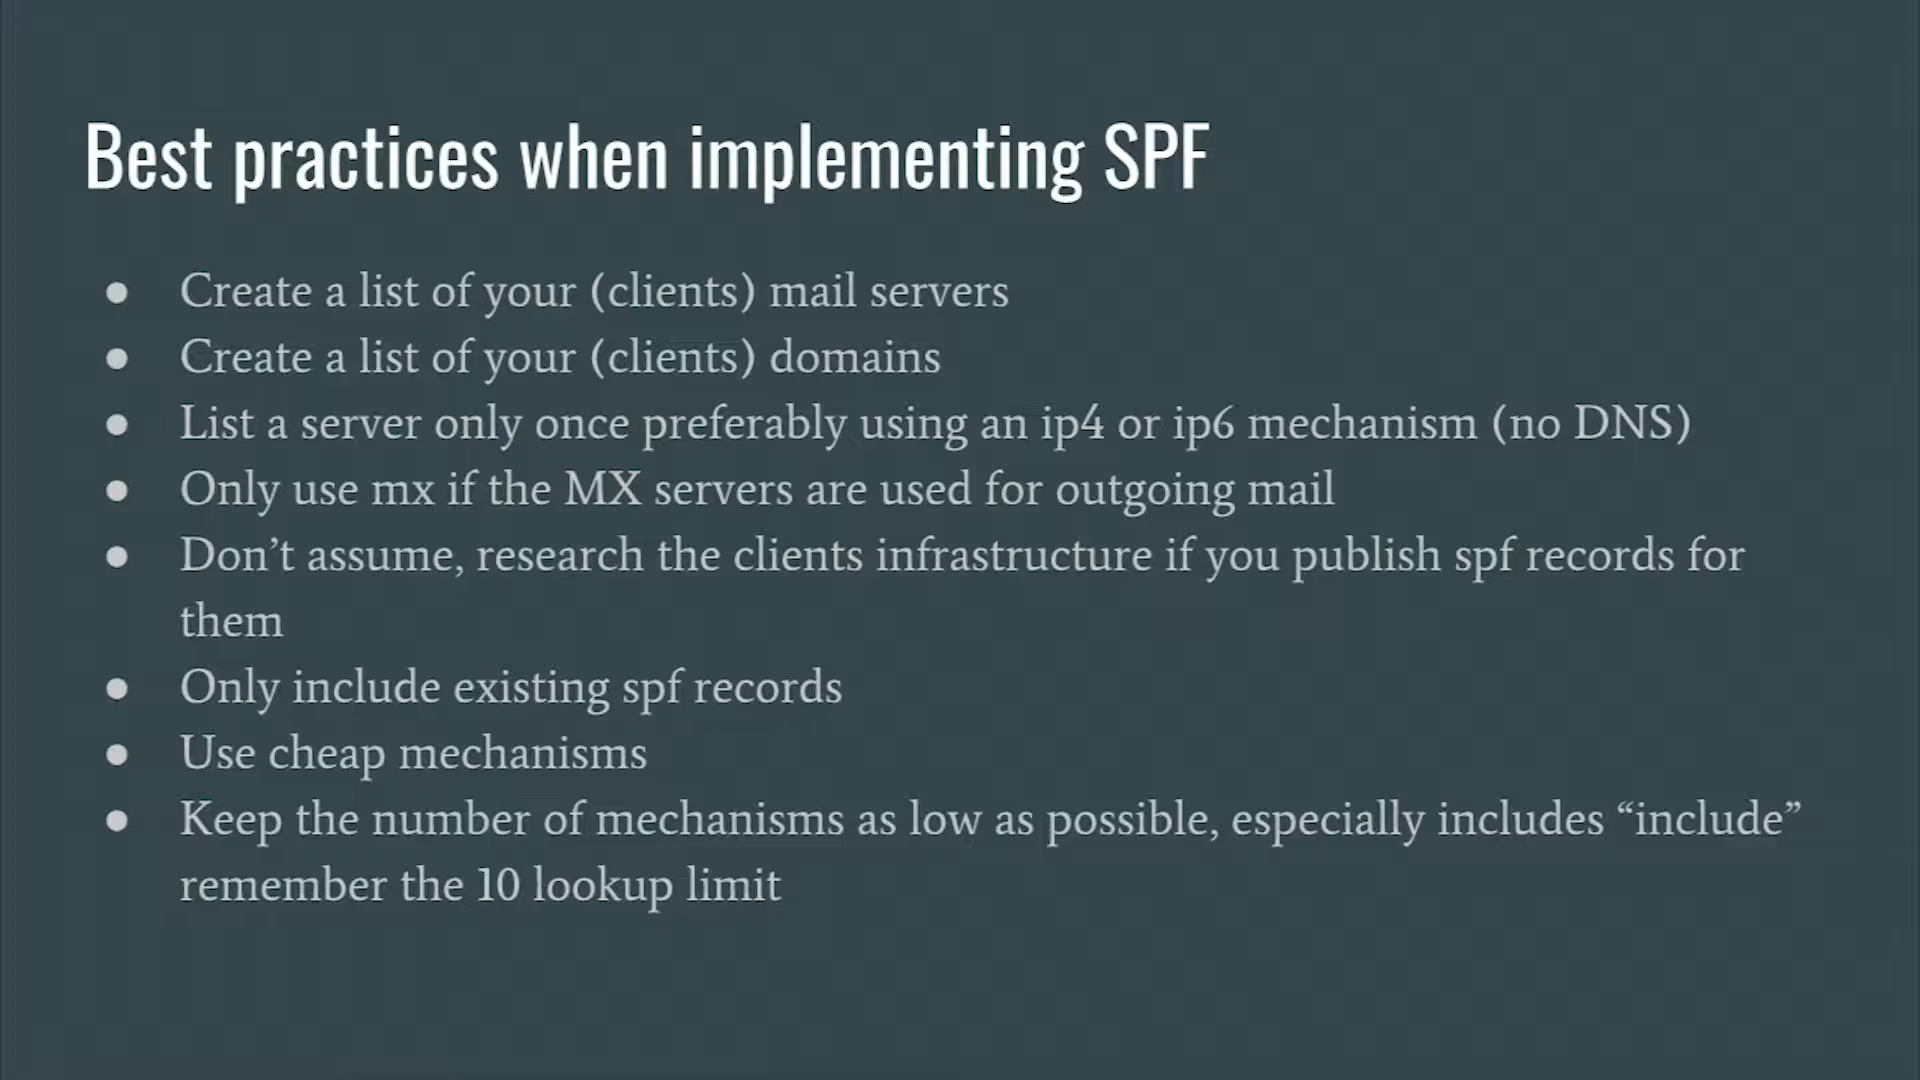 Best practices when implementing SPF
● Create a list of your (clients) mail servers
● Create a list of your (clients) domains
● List a server only once preferably using an ip4 or ip6 mechanism (no DNS)
● Only use mx if the MX servers are used for outgoing mail
● Don’t assume, research the clients infrastructure if you publish spf records for
them
● Only include existing spf records
● Use cheap mechanisms
● Keep the number of mechanisms as low as possible, especially includes “include”
remember the 10 lookup limit